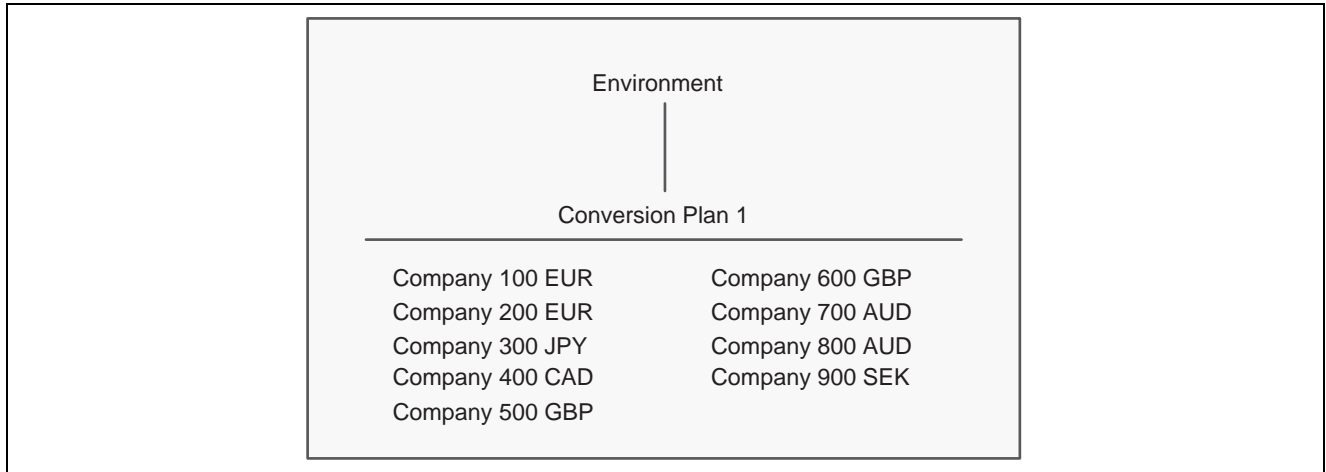 Environment
Conversion Plan 1
Company 100 EUR
Company 200 EUR
Company 300 JPY
Company 400 CAD
Company 500 GBP
Company 600 GBP
Company 700 AUD
Company 800 AUD
Company 900 SEK